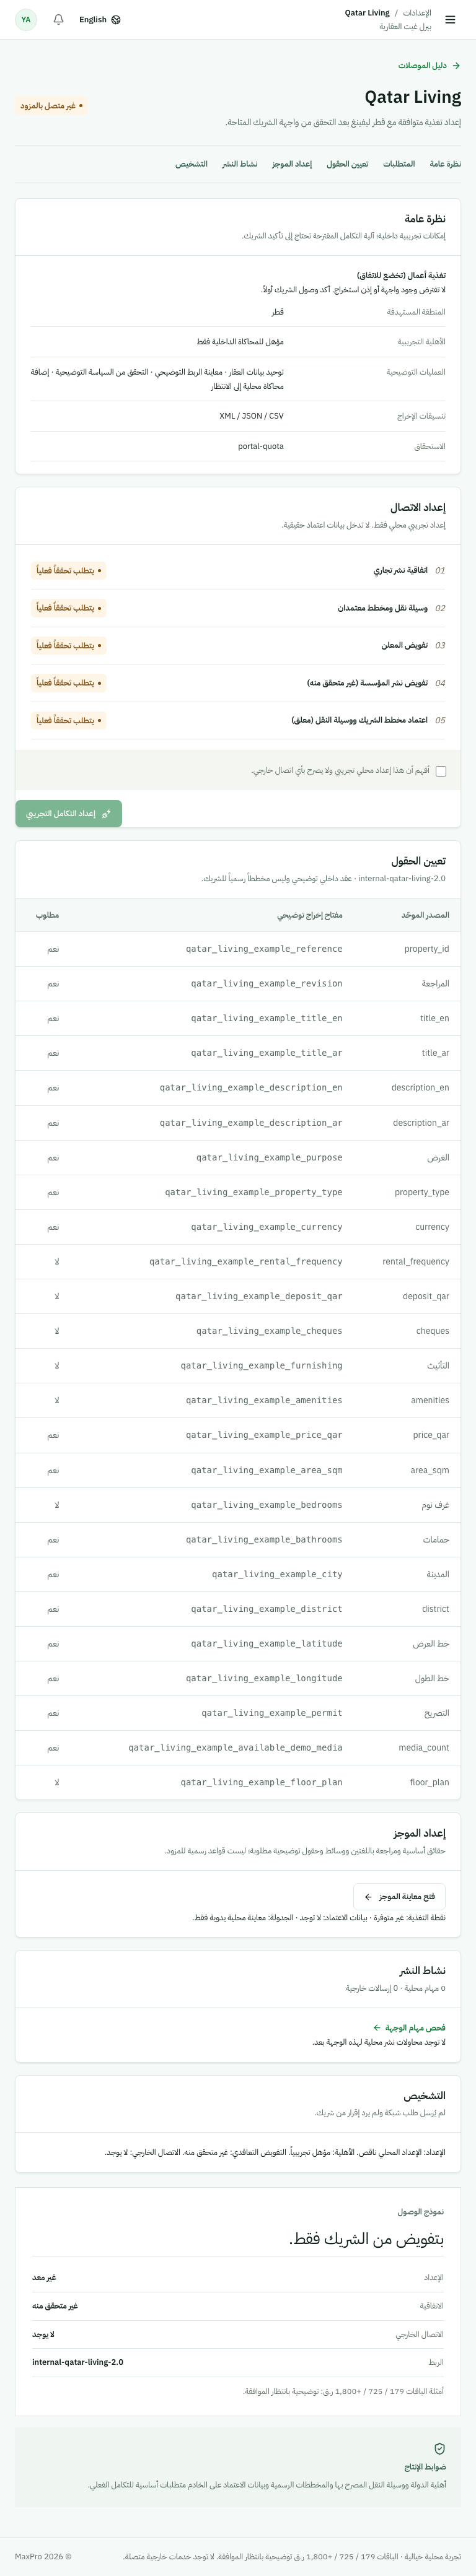 الإعدادات / Qatar Living
بيرل غيت العقارية
English
YA
دليل الموصلات
Qatar Living
غير متصل بالمزود
إعداد تغذية متوافقة مع قطر ليفينغ بعد التحقق من واجهة الشريك المتاحة.
نظرة عامة
المتطلبات
تعيين الحقول
إعداد الموجز
نشاط النشر
التشخيص
نظرة عامة
إمكانات تجريبية داخلية؛ آلية التكامل المقترحة تحتاج إلى تأكيد الشريك.
تغذية أعمال (تخضع للاتفاق)
لا تفترض وجود واجهة أو إذن استخراج. أكد وصول الشريك أولاً.
المنطقة المستهدفة قطر
الأهلية التجريبية مؤهل للمحاكاة الداخلية فقط
العمليات التوضيحية توحيد بيانات العقار · معاينة الربط التوضيحي · التحقق من السياسة التوضيحية · إضافة
محاكاة محلية إلى الانتظار
تنسيقات الإخراج XML / JSON / CSV
الاستحقاق portal-quota
إعداد الاتصال
إعداد تجريبي محلي فقط. لا تدخل بيانات اعتماد حقيقية.
01 اتفاقية نشر تجاري يتطلب تحققاً فعلياً
02 وسيلة نقل ومخطط معتمدان يتطلب تحققاً فعلياً
03 تفويض المعلن يتطلب تحققاً فعلياً
04 تفويض نشر المؤسسة (غير متحقق منه) يتطلب تحققاً فعلياً
05 اعتماد مخطط الشريك ووسيلة النقل (معلق) يتطلب تحققاً فعلياً
أفهم أن هذا إعداد محلي تجريبي ولا يصرح بأي اتصال خارجي.
إعداد التكامل التجريبي
تعيين الحقول
internal-qatar-living-2.0 · عقد داخلي توضيحي وليس مخططاً رسمياً للشريك.
المصدر الموحّد مفتاح إخراج توضيحي مطلوب
property_id qatar_living_example_reference نعم
المراجعة qatar_living_example_revision نعم
title_en qatar_living_example_title_en نعم
title_ar qatar_living_example_title_ar نعم
description_en qatar_living_example_description_en نعم
description_ar qatar_living_example_description_ar نعم
الغرض qatar_living_example_purpose نعم
property_type qatar_living_example_property_type نعم
currency qatar_living_example_currency نعم
rental_frequency qatar_living_example_rental_frequency لا
deposit_qar qatar_living_example_deposit_qar لا
cheques qatar_living_example_cheques لا
التأثيث qatar_living_example_furnishing لا
amenities qatar_living_example_amenities لا
price_qar qatar_living_example_price_qar نعم
area_sqm qatar_living_example_area_sqm نعم
غرف نوم qatar_living_example_bedrooms لا
حمامات qatar_living_example_bathrooms نعم
المدينة qatar_living_example_city نعم
district qatar_living_example_district نعم
خط العرض qatar_living_example_latitude نعم
خط الطول qatar_living_example_longitude نعم
التصريح qatar_living_example_permit نعم
media_count qatar_living_example_available_demo_media نعم
floor_plan qatar_living_example_floor_plan لا
إعداد الموجز
حقائق أساسية ومراجعة باللغتين ووسائط وحقول توضيحية مطلوبة؛ ليست قواعد رسمية للمزود.
فتح معاينة الموجز
نقطة التغذية: غير متوفرة · بيانات الاعتماد: لا توجد · الجدولة: معاينة محلية يدوية فقط.
نشاط النشر
0 مهام محلية · 0 إرسالات خارجية
فحص مهام الوجهة
لا توجد محاولات نشر محلية لهذه الوجهة بعد.
التشخيص
لم يُرسل طلب شبكة ولم يرد إقرار من شريك.
الإعداد: الإعداد المحلي ناقص. الأهلية: مؤهل تجريبياً. التفويض التعاقدي: غير متحقق منه. الاتصال الخارجي: لا يوجد.
نموذج الوصول
بتفويض من الشريك فقط.
الإعداد غير معد
الاتفاقية غير متحقق منه
الاتصال الخارجي لا يوجد
الربط internal-qatar-living-2.0
أمثلة الباقات 179 / 725 / +1,800 ر.ق: توضيحية بانتظار الموافقة.
ضوابط الإنتاج
أهلية الدولة ووسيلة النقل المصرح بها والمخططات الرسمية وبيانات الاعتماد على الخادم متطلبات أساسية للتكامل الفعلي.
تجربة محلية خيالية · الباقات 179 / 725 / +1,800 ر.ق توضيحية بانتظار الموافقة. لا توجد خدمات خارجية متصلة.
© 2026 MaxPro